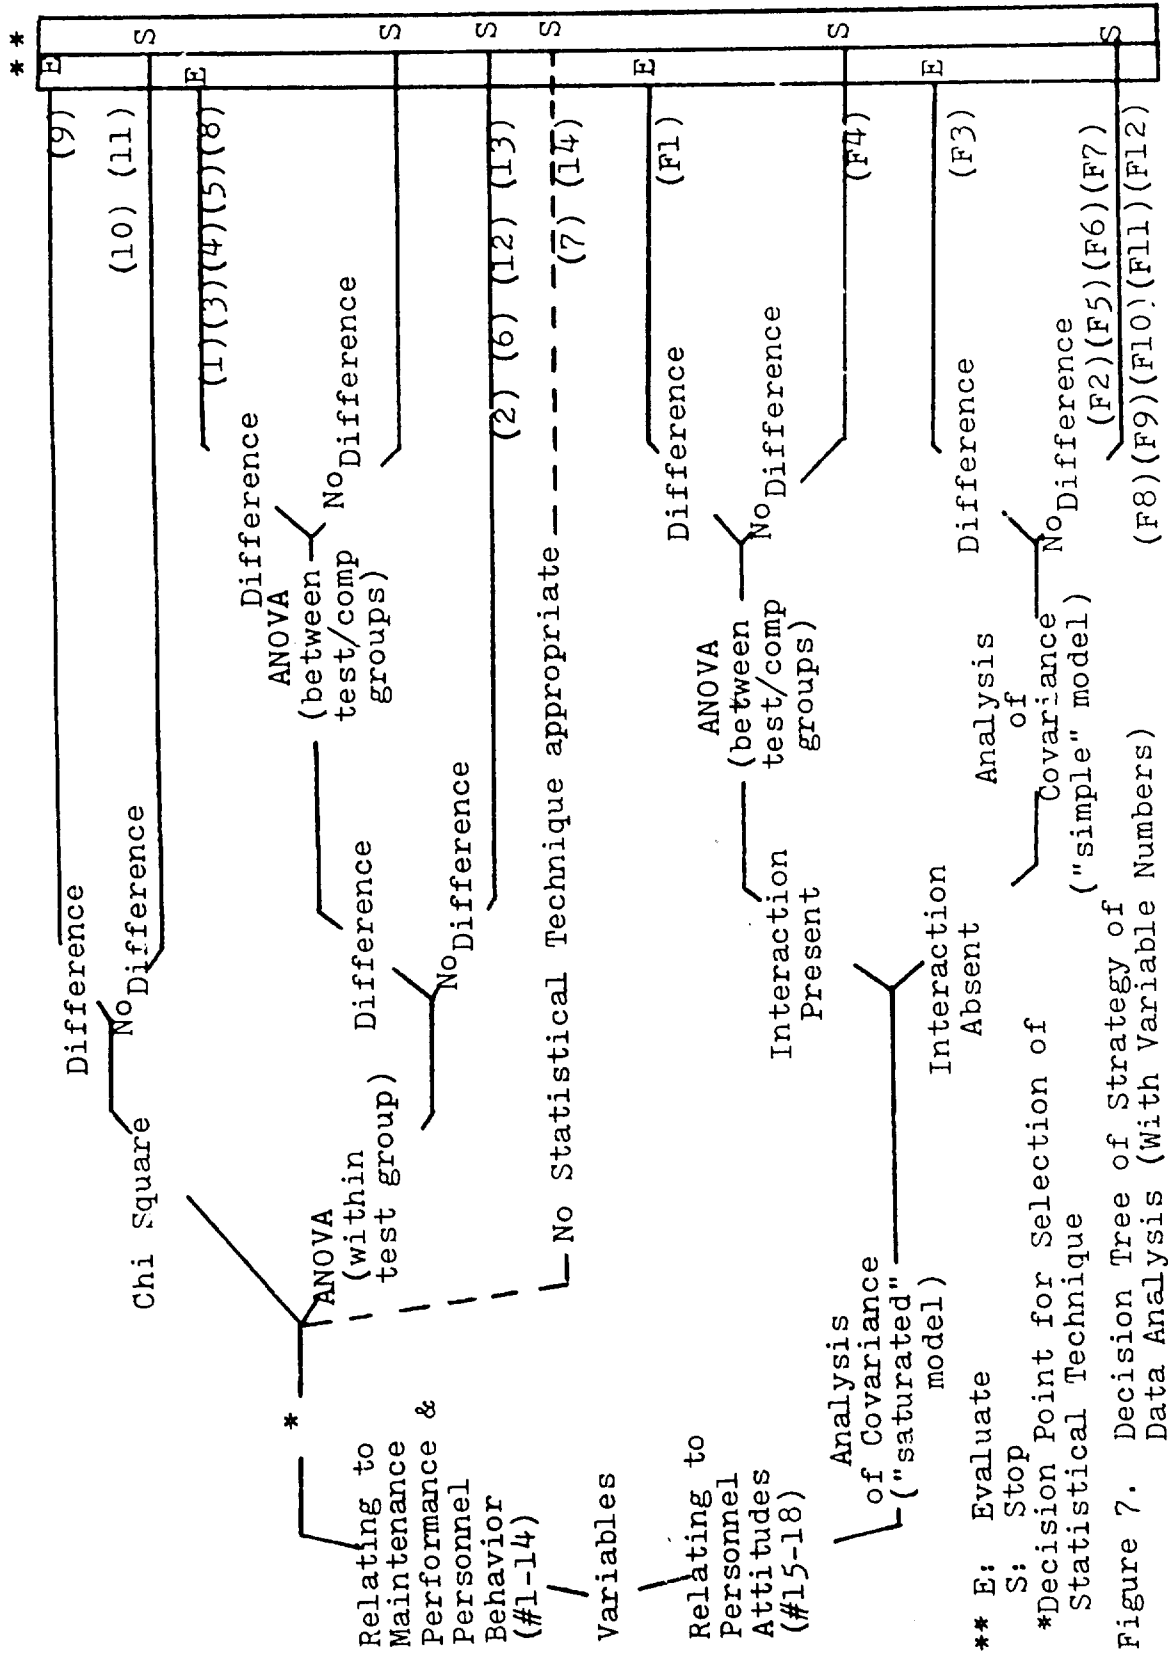 **
E
S
E
S
S
S
E
S
E
S
Difference
(9)
No Difference
(10) (11)
Chi Square
Difference
(1)(3)(4)(5)(8)
ANOVA
(between
test/comp
groups)
No Difference
Difference
*
ANOVA
(within
test group)
No Difference
(2) (6) (12) (13)
Relating to
Maintenance
Performance &
Personnel
Behavior
(#1-14)
No Statistical Technique appropriate
(7) (14)
Variables
Difference
(F1)
ANOVA
(between
test/comp
groups)
Interaction
Present
No Difference
(F4)
Relating to
Personnel
Attitudes
(#15-18)
Analysis
of Covariance
("saturated"
model)
Difference
(F3)
Interaction
Absent
Analysis
of
Covariance
("simple" model)
No Difference
(F2)(F5)(F6)(F7)
(F8)(F9)(F10)(F11)(F12)
** E: Evaluate
S: Stop
*Decision Point for Selection of
Statistical Technique
Figure 7. Decision Tree of Strategy of
Data Analysis (With Variable Numbers)